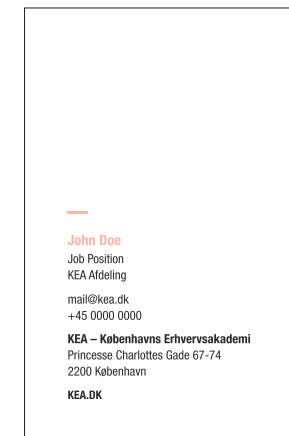 John Doe
Job Position
KEA Afdeling
mail@kea.dk
+45 0000 0000
KEA – Københavns Erhvervsakademi
Princesse Charlottes Gade 67-74
2200 København
KEA.DK